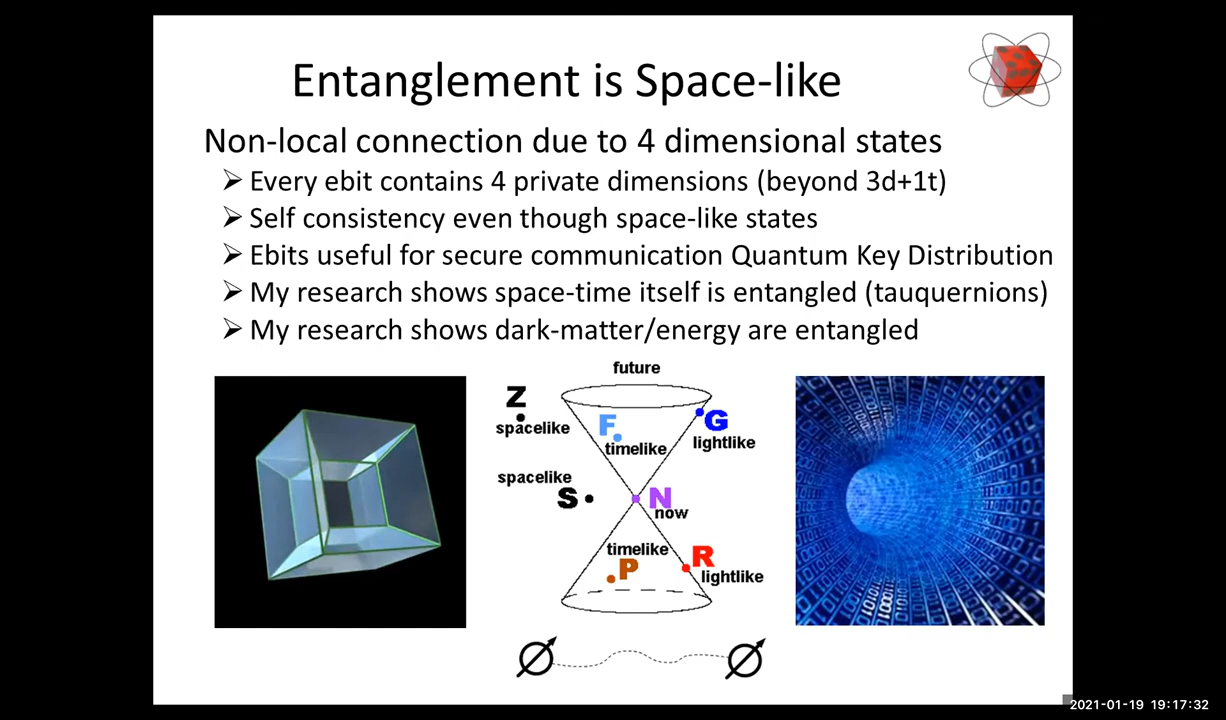 Entanglement is Space-like
Non-local connection due to 4 dimensional states
➢ Every ebit contains 4 private dimensions (beyond 3d+1t)
➢ Self consistency even though space-like states
➢ Ebits useful for secure communication Quantum Key Distribution
➢ My research shows space-time itself is entangled (tauquernions)
➢ My research shows dark-matter/energy are entangled
future
Z
spacelike
F
timelike
G
lightlike
spacelike
S
N
now
timelike
P
R
lightlike
2021-01-19 19:17:32